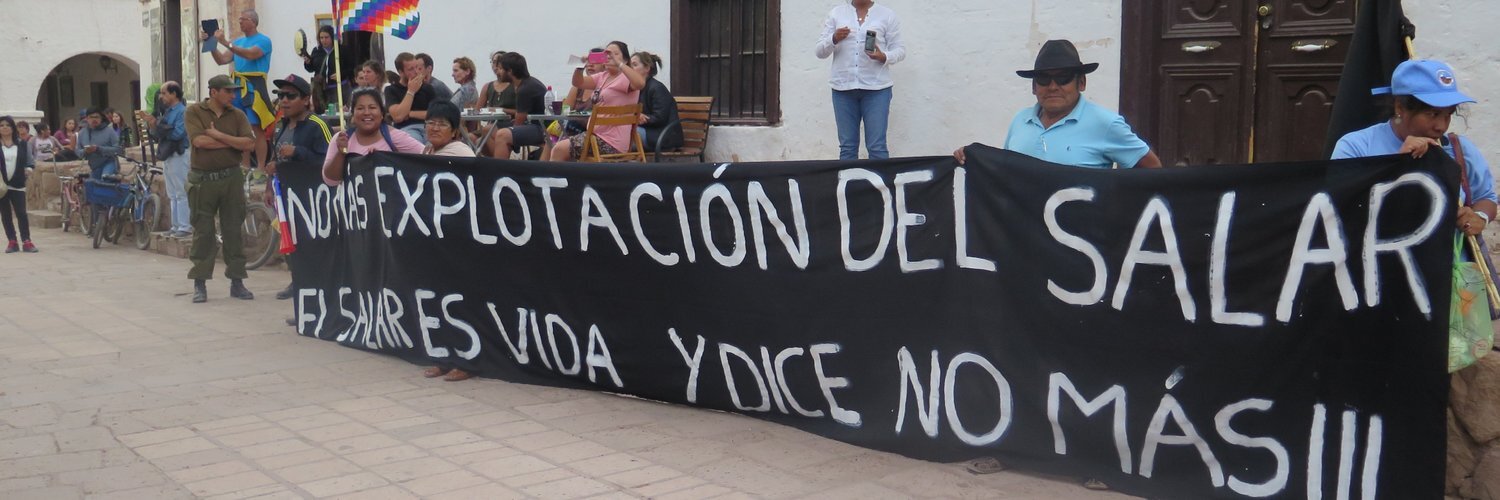 NO MÁS EXPLOTACIÓN DEL SALAR
EL SALAR ES VIDA Y DICE NO MÁS!!!